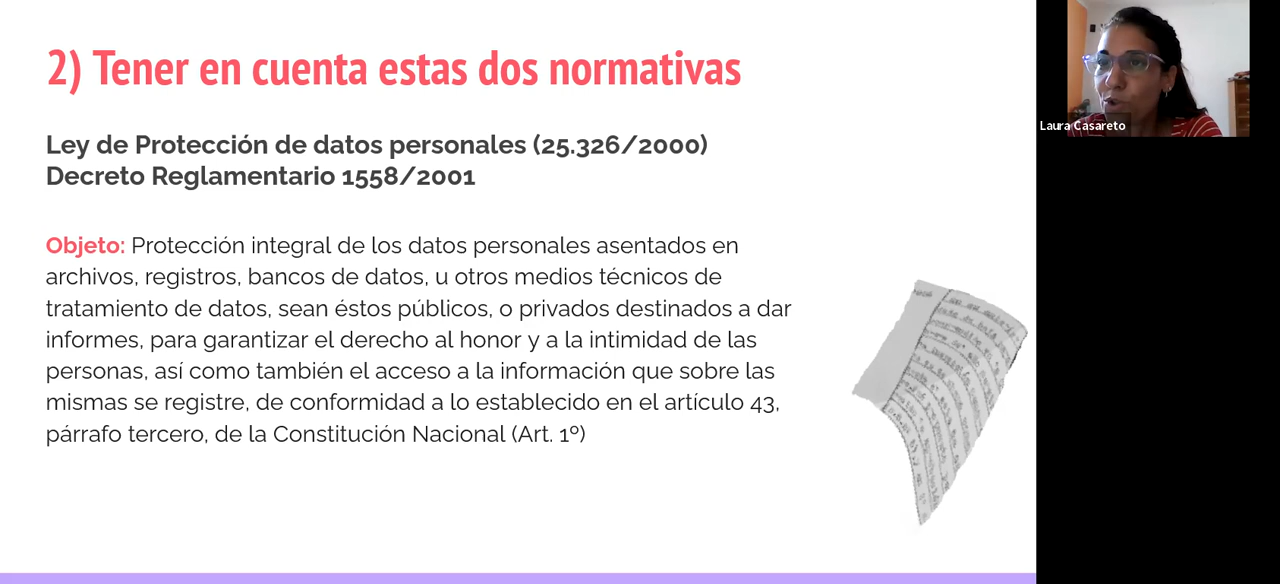 2) Tener en cuenta estas dos normativas
Ley de Protección de datos personales (25.326/2000)
Decreto Reglamentario 1558/2001
Objeto: Protección integral de los datos personales asentados en
archivos, registros, bancos de datos, u otros medios técnicos de
tratamiento de datos, sean éstos públicos, o privados destinados a dar
informes, para garantizar el derecho al honor y a la intimidad de las
personas, así como también el acceso a la información que sobre las
mismas se registre, de conformidad a lo establecido en el artículo 43,
párrafo tercero, de la Constitución Nacional (Art. 1º)
Laura Casareto